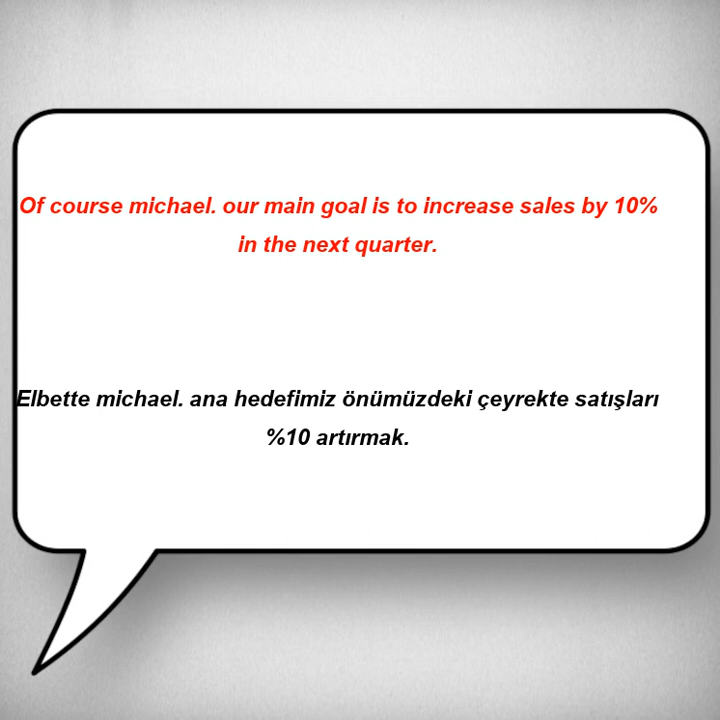 Of course michael. our main goal is to increase sales by 10%
in the next quarter.
Elbette michael. ana hedefimiz önümüzdeki çeyrekte satışları
%10 artırmak.